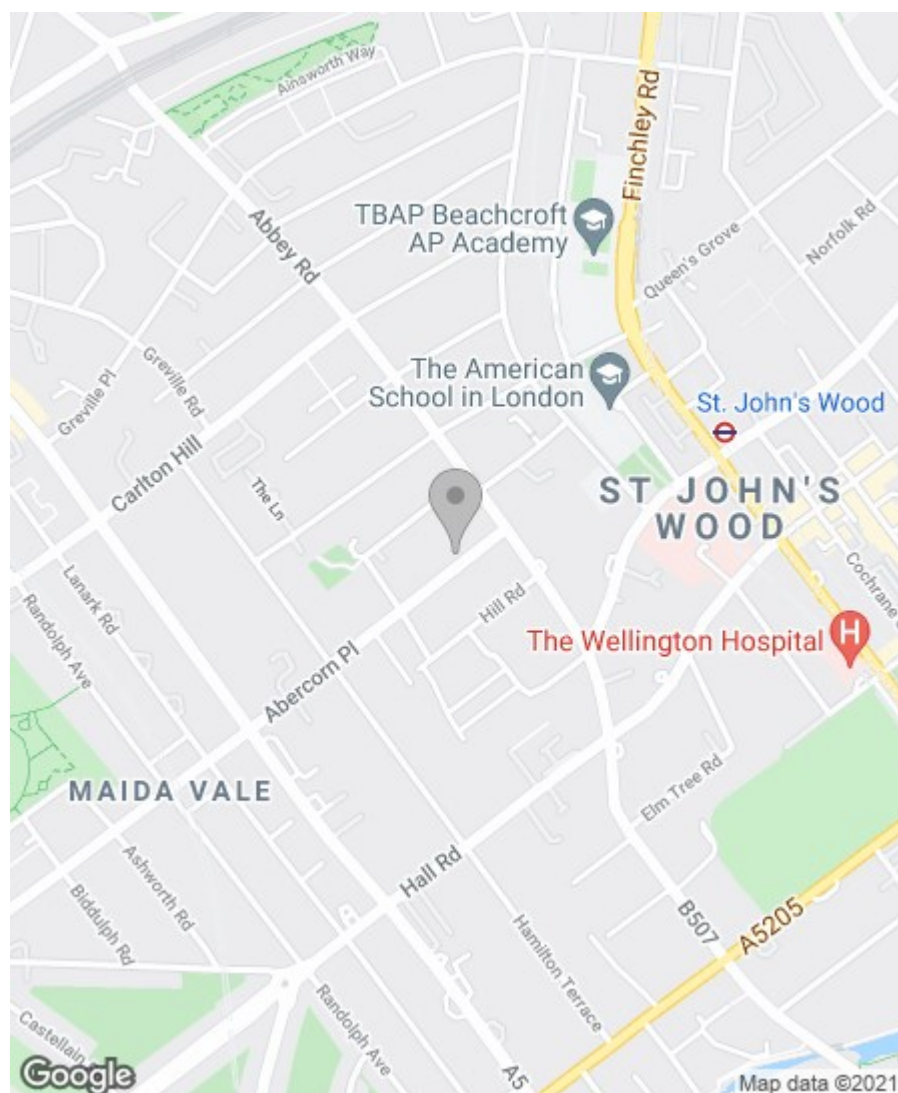 Ainsworth Way
Finchley Rd
TBAP Beachcroft
AP Academy
Abbey Rd
Queen's Grove
Norfolk Rd
Greville Pl
Greville Rd
The American
School in London
St. John's Wood
Carlton Hill
The Ln
ST JOHN'S
WOOD
Lanark Rd
Randolph Ave
Hill Rd
Cochrane
The Wellington Hospital
H
Abercorn Pl
MAIDA VALE
Elm Tree Rd
Ashworth Rd
Biddulph Rd
Hall Rd
B507
A5205
Hamilton Terrace
Randolph Ave
Castellain
A5
Google
Map data ©2021